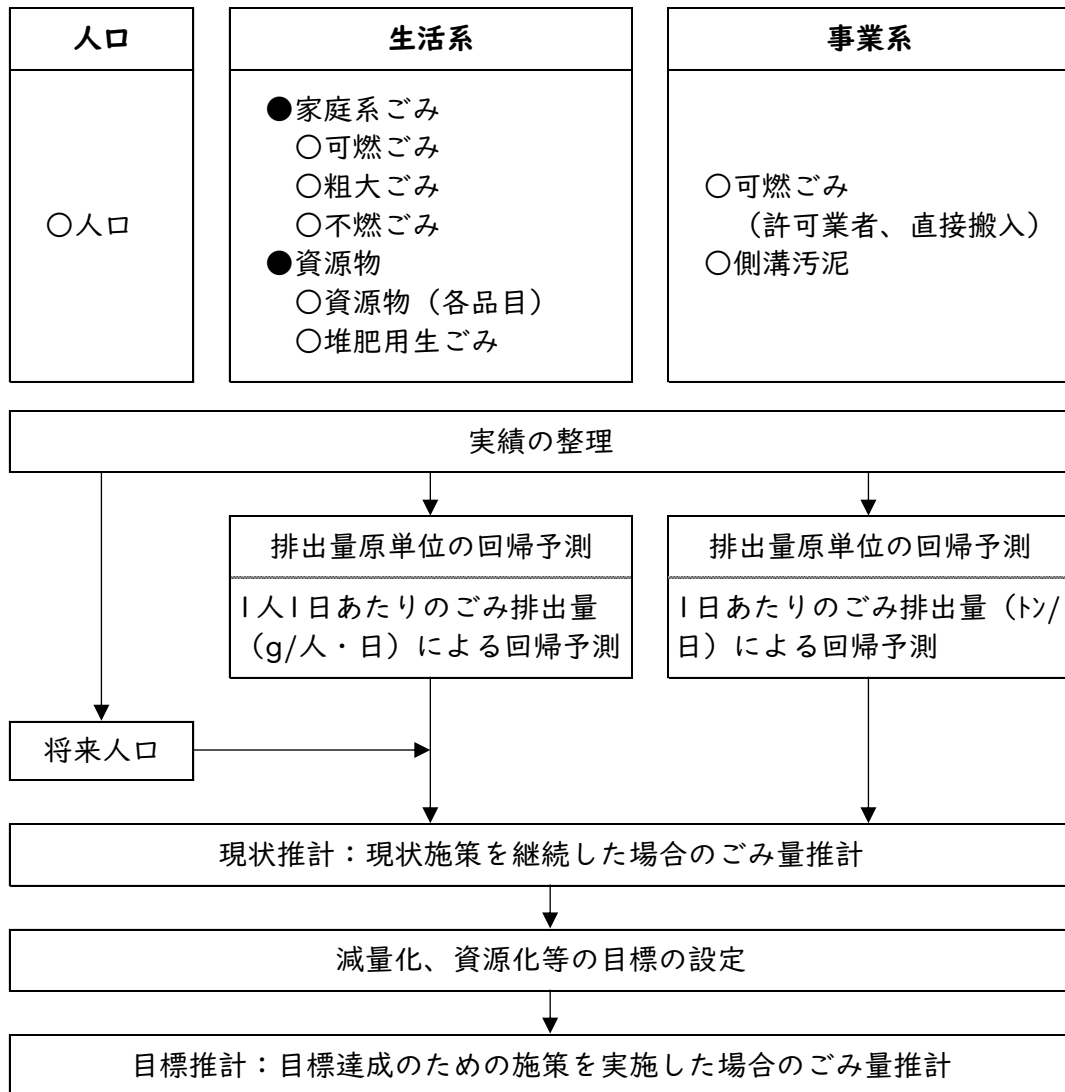 人口
生活系
事業系
○人口
●家庭系ごみ
○可燃ごみ
○粗大ごみ
○不燃ごみ
●資源物
○資源物（各品目）
○堆肥用生ごみ
○可燃ごみ
（許可業者、直接搬入）
○側溝汚泥
実績の整理
排出量原単位の回帰予測
1人1日あたりのごみ排出量
（g/人・日）による回帰予測
排出量原単位の回帰予測
1日あたりのごみ排出量（㌧/
日）による回帰予測
将来人口
現状推計：現状施策を継続した場合のごみ量推計
減量化、資源化等の目標の設定
目標推計：目標達成のための施策を実施した場合のごみ量推計